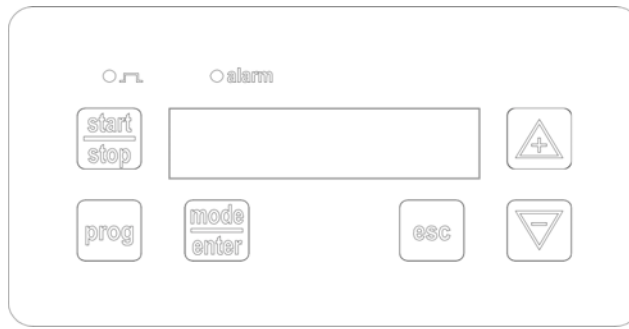 alarm
start
stop
+
prog
mode
enter
esc
-